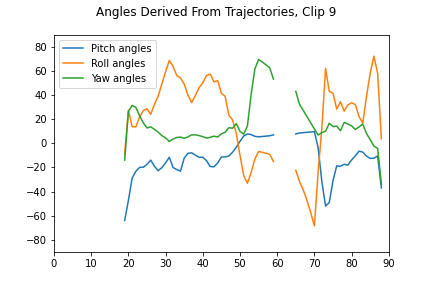 Angles Derived From Trajectories, Clip 9
Pitch angles
Roll angles
Yaw angles
80
60
40
20
0
−20
−40
−60
−80
0 10 20 30 40 50 60 70 80 90